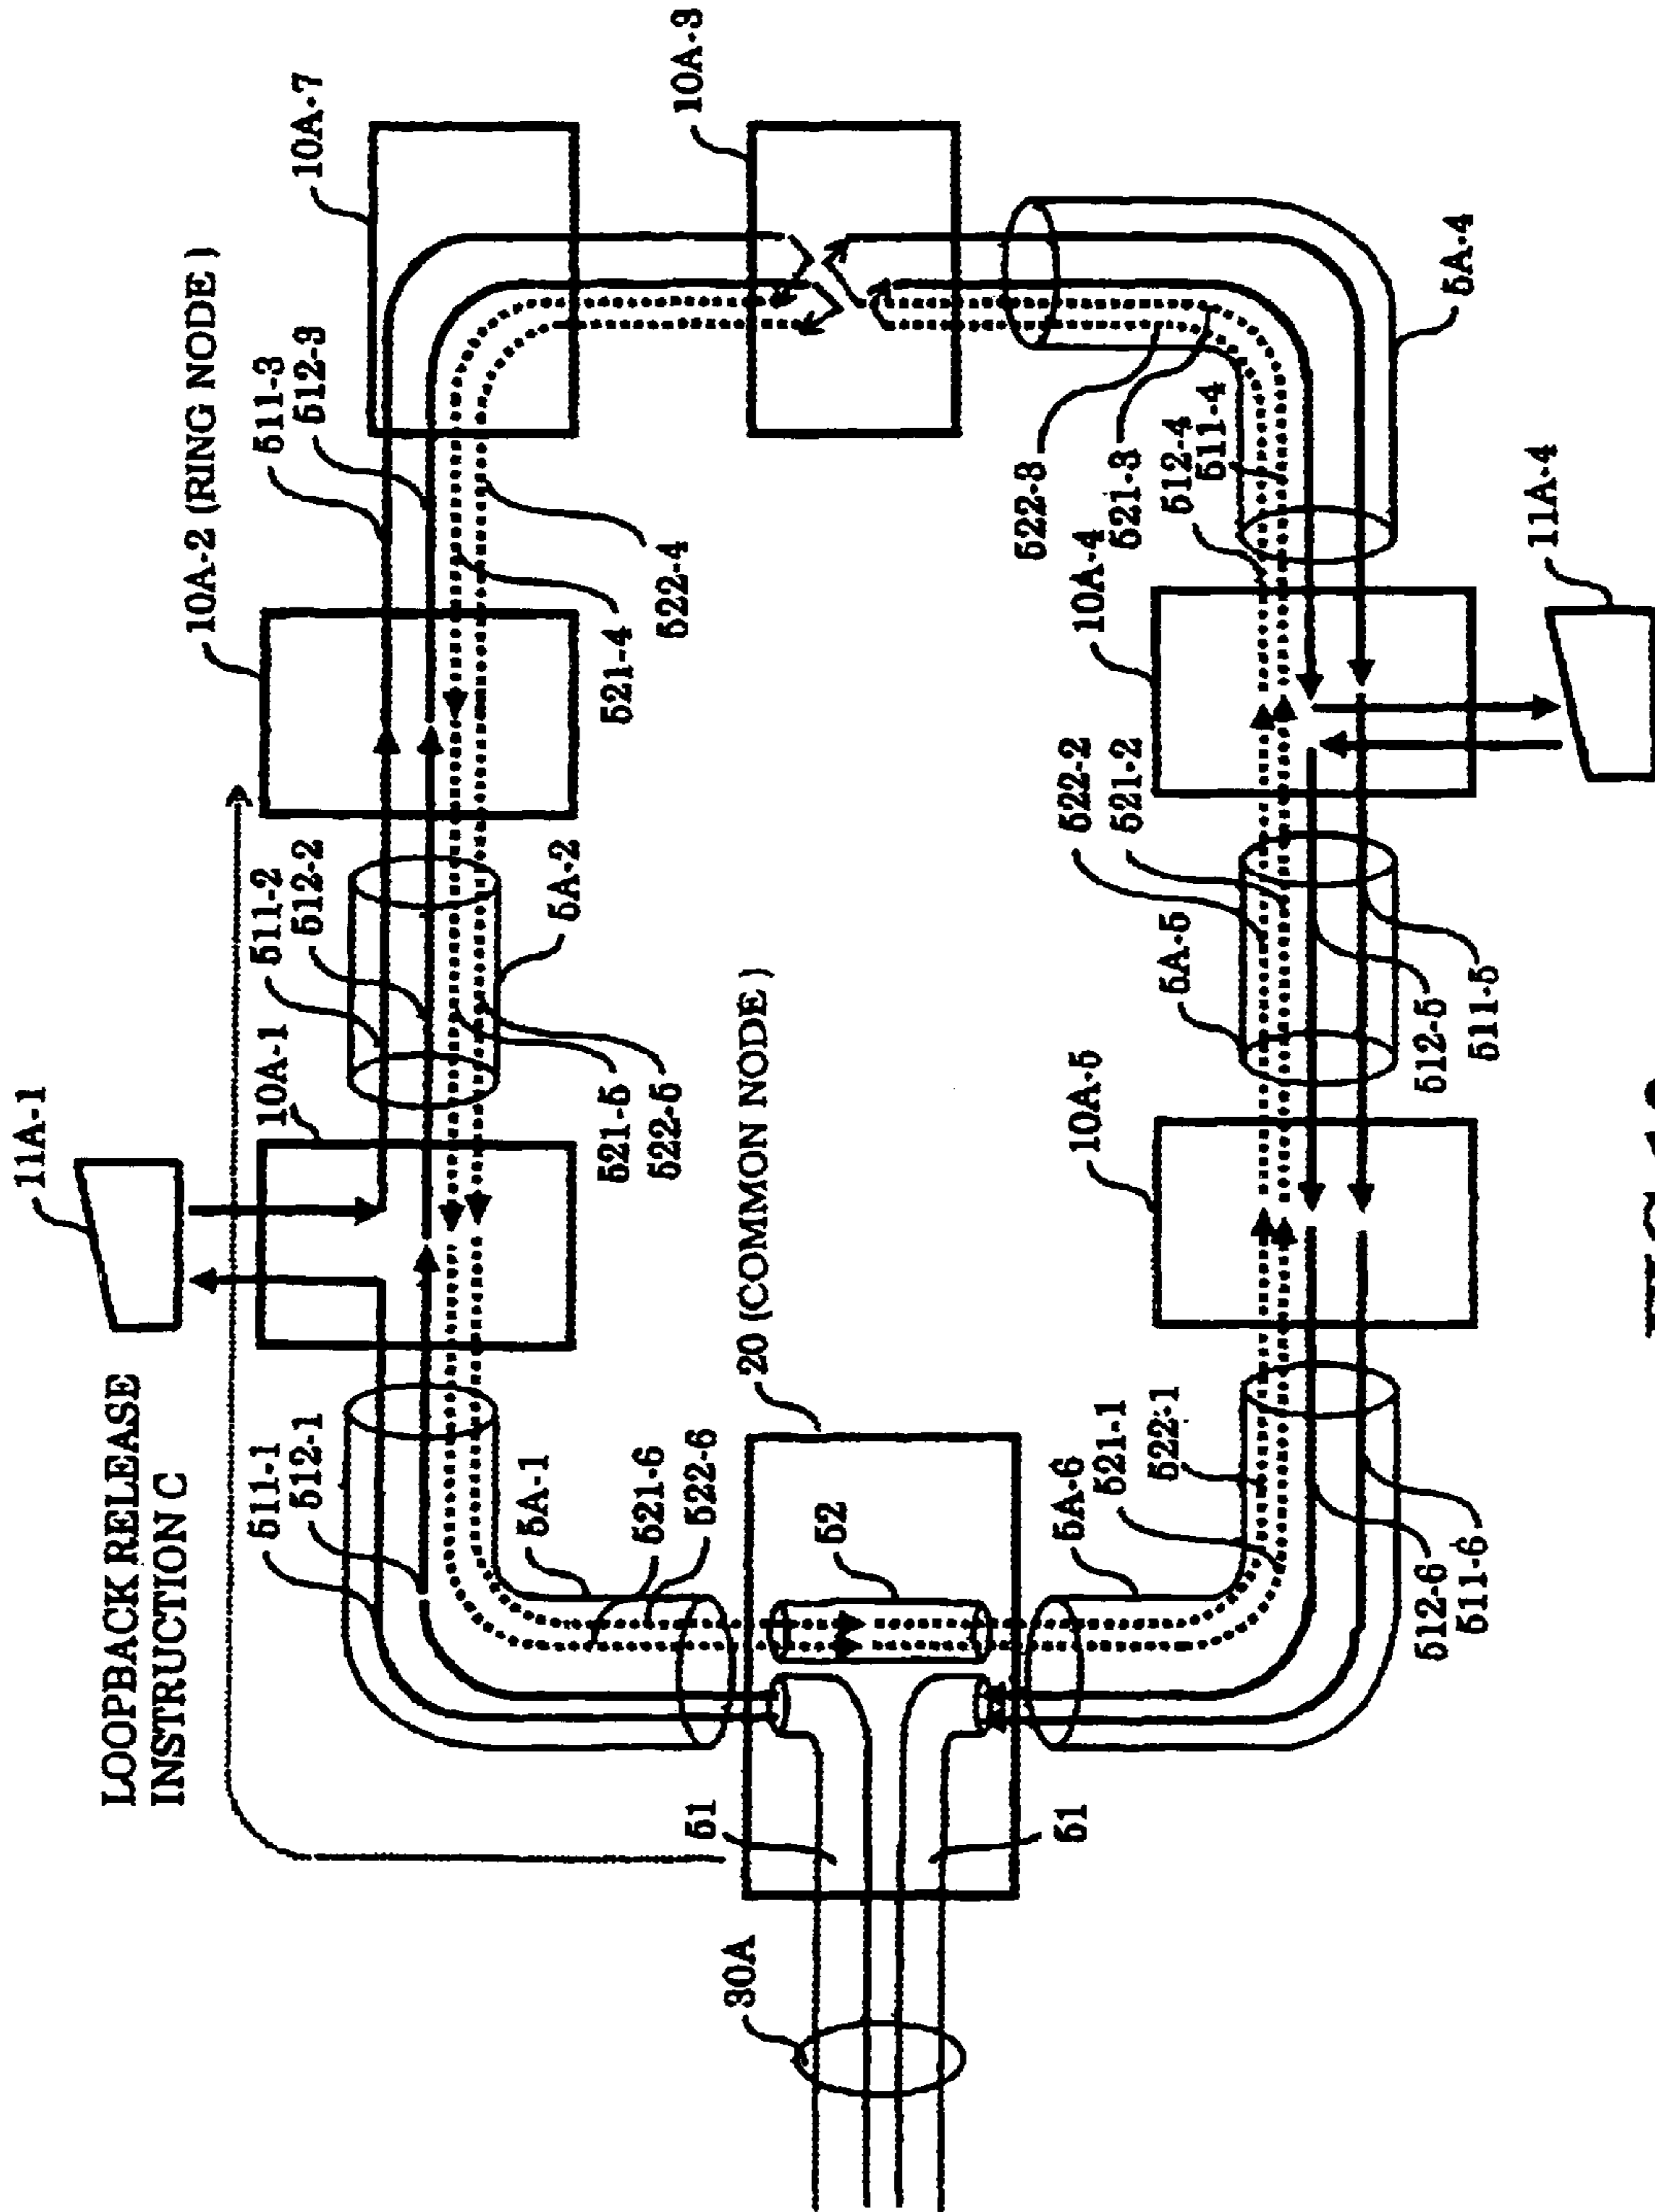 11A-1
LOOPBACK RELEASE
INSTRUCTION C
10A-1
10A-2 (RING NODE)
10A-7
10A-3
511-1
512-1
511-2
512-2
511-3
512-3
5A-1
5A-2
521-6
522-6
521-5
522-5
521-4
522-4
20 (COMMON NODE)
30A
51
51
52
5A-6
521-1
522-1
512-6
511-6
10A-5
5A-5
522-2
521-2
512-5
511-5
10A-4
522-3
521-3
512-4
511-4
5A-4
11A-4